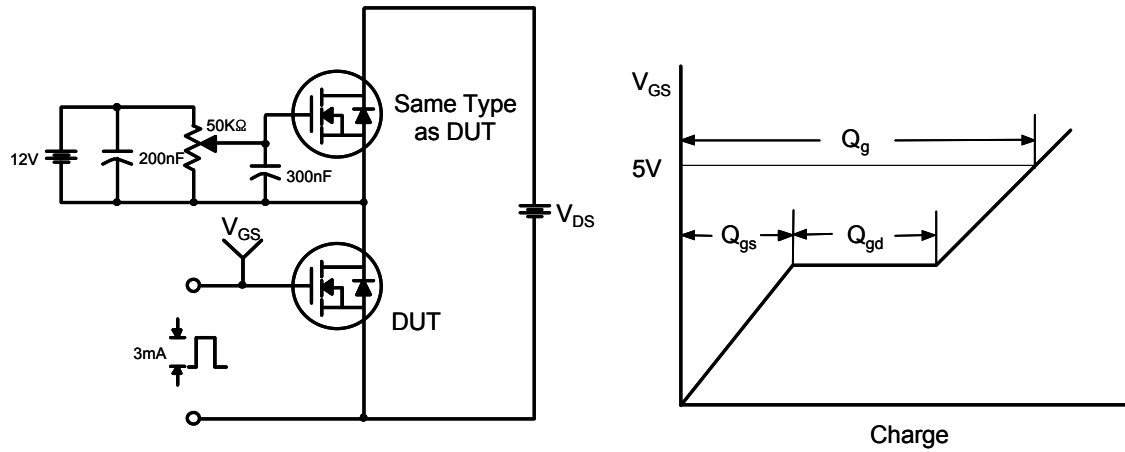 50KΩ
Same Type
as DUT
12V
200nF
300nF
V_GS
V_DS
DUT
3mA
V_GS
Q_g
5V
Q_gs
Q_gd
Charge